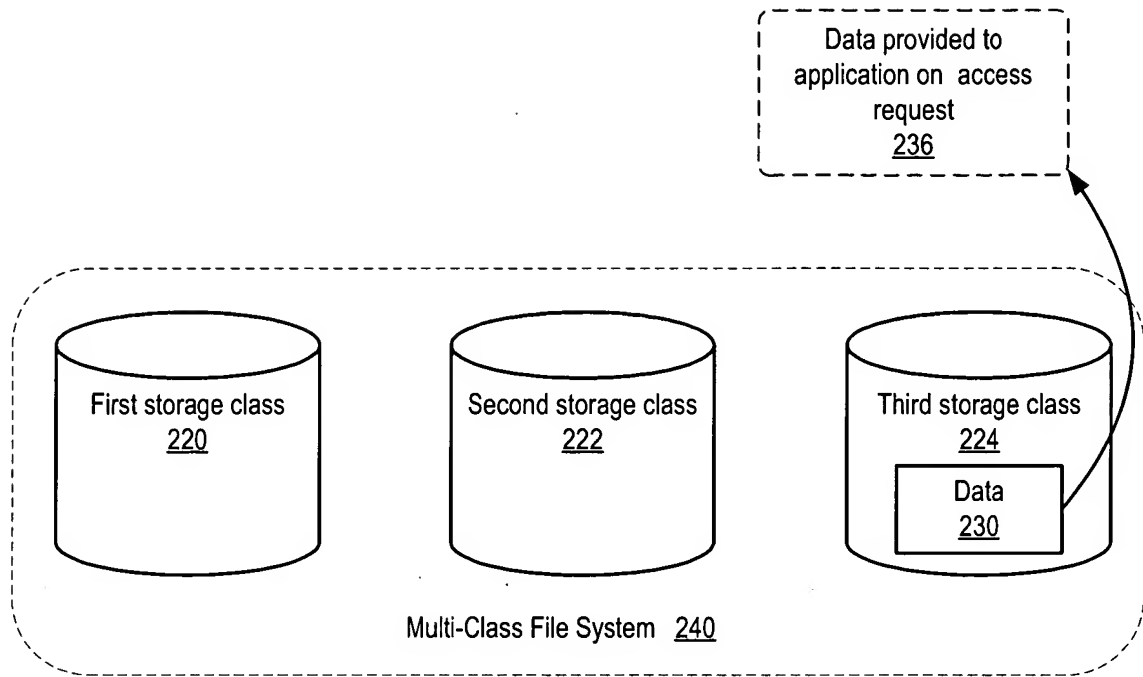 Data provided to
application on access
request
236
First storage class
220
Second storage class
222
Third storage class
224
Data
230
Multi-Class File System 240